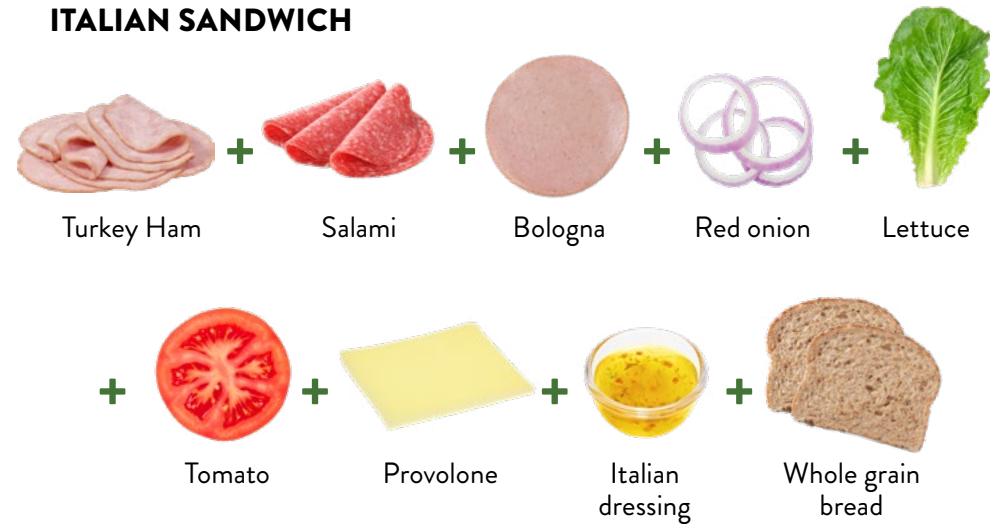 ITALIAN SANDWICH
+ + + +
Turkey Ham Salami Bologna Red onion Lettuce
+ + + +
Tomato Provolone Italian Whole grain
dressing bread